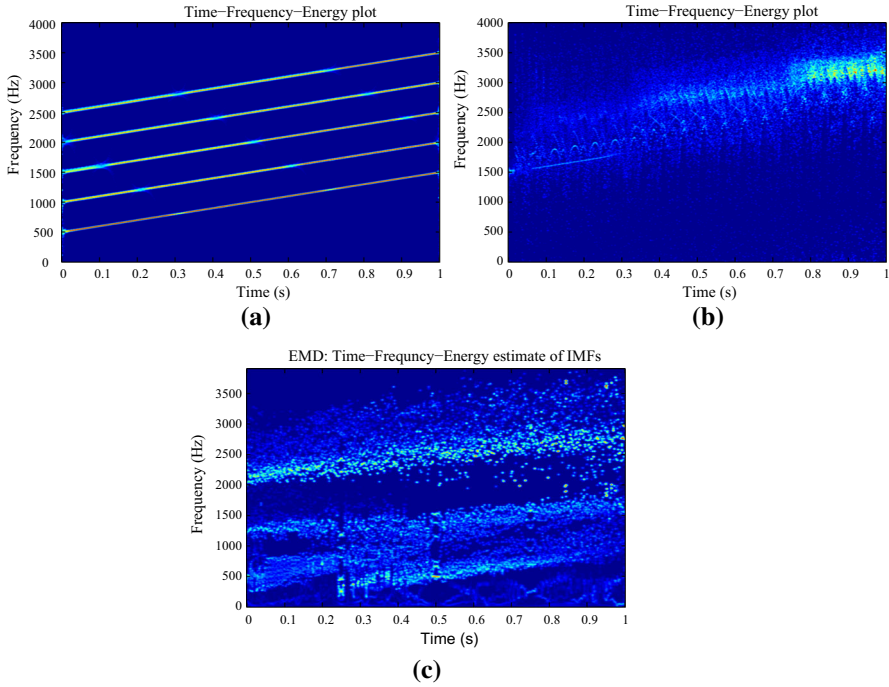 Time−Frequency−Energy plot
4000
3500
3000
2500
2000
1500
1000
500
0
Frequency (Hz)
0 0.1 0.2 0.3 0.4 0.5 0.6 0.7 0.8 0.9 1
Time (s)
(a)
Time−Frequency−Energy plot
4000
3500
3000
2500
2000
1500
1000
500
0
Frequency (Hz)
0 0.1 0.2 0.3 0.4 0.5 0.6 0.7 0.8 0.9 1
Time (s)
(b)
EMD: Time−Frequncy−Energy estimate of IMFs
3500
3000
2500
2000
1500
1000
500
0
Frequency (Hz)
0 0.1 0.2 0.3 0.4 0.5 0.6 0.7 0.8 0.9 1
Time (s)
(c)